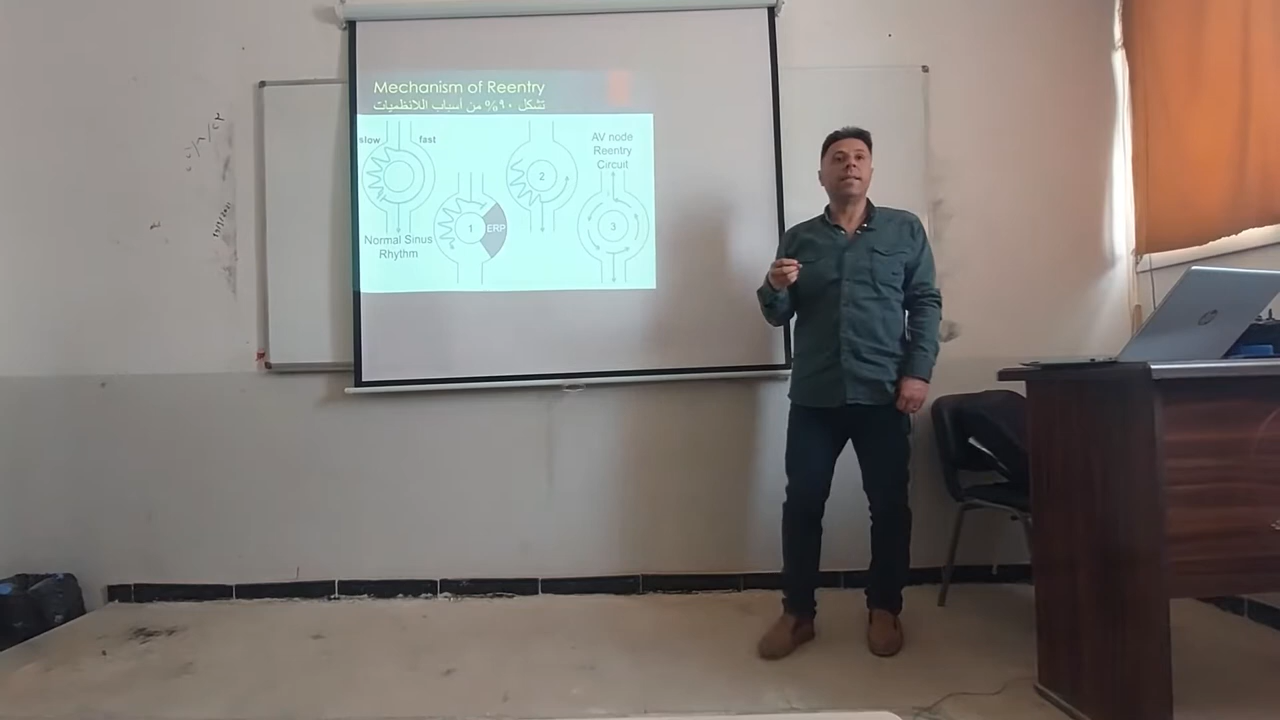 Mechanism of Reentry
تشكل ٩٠% من أسباب اللانظميات
slow
fast
Normal Sinus
Rhythm
1
ERP
2
AV node
Reentry
Circuit
3
hp